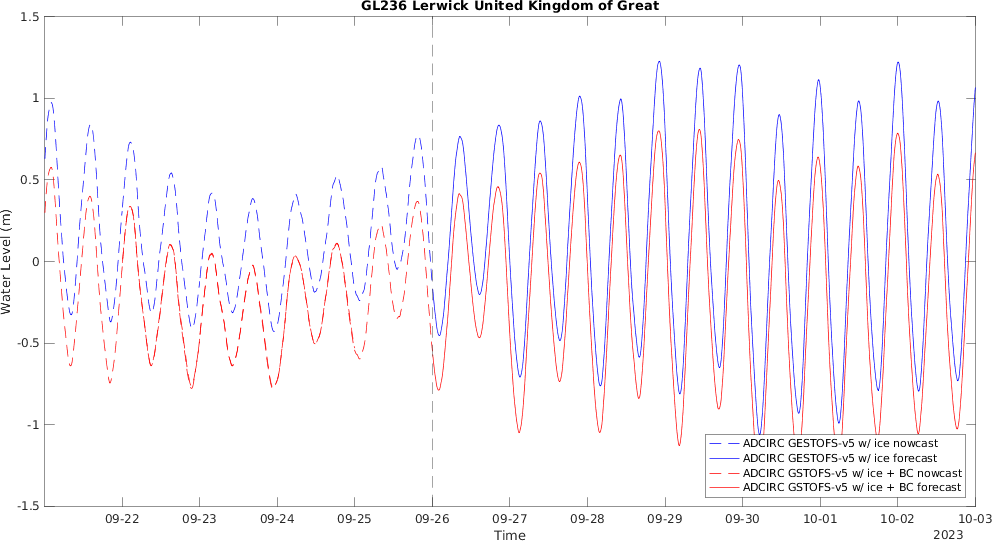 GL236 Lerwick United Kingdom of Great
1.5
1
0.5
0
-0.5
-1
-1.5
Water Level (m)
ADCIRC GESTOFS-v5 w/ ice nowcast
ADCIRC GESTOFS-v5 w/ ice forecast
ADCIRC GSTOFS-v5 w/ ice + BC nowcast
ADCIRC GSTOFS-v5 w/ ice + BC forecast
09-22 09-23 09-24 09-25 09-26 09-27 09-28 09-29 09-30 10-01 10-02 10-03
Time
2023